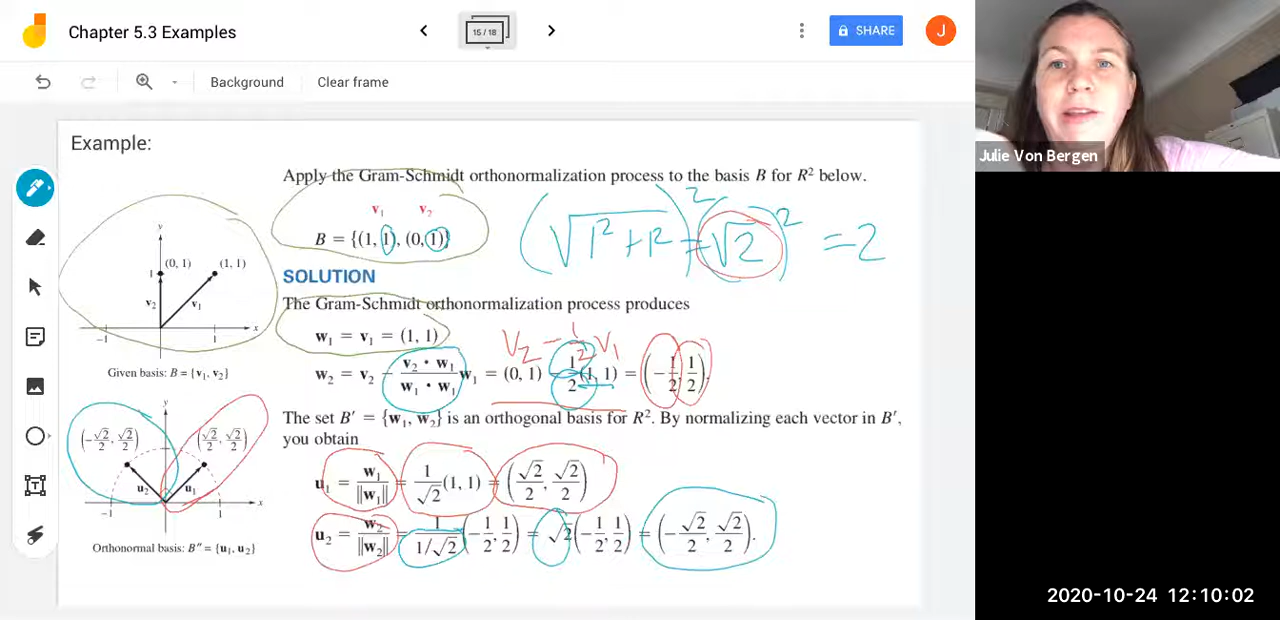 Chapter 5.3 Examples
15 / 18
SHARE
J
Background
Clear frame
Julie Von Bergen
Example:
Apply the Gram-Schmidt orthonormalization process to the basis B for R² below.
v₁ v₂
B = {(1, 1), (0, 1)}
(√1² + 1²)² = (√2)² = 2
SOLUTION
The Gram-Schmidt orthonormalization process produces
w₁ = v₁ = (1, 1)
V₂ − 1/2 V₁
w₂ = v₂ − (v₂ · w₁)/(w₁ · w₁) w₁ = (0, 1) − 1/2 (1, 1) = (−1/2, 1/2).
The set B′ = {w₁, w₂} is an orthogonal basis for R². By normalizing each vector in B′,
you obtain
u₁ = w₁/‖w₁‖ = 1/√2 (1, 1) = (√2/2, √2/2)
u₂ = w₂/‖w₂‖ = 1/(1/√2) (−1/2, 1/2) = √2 (−1/2, 1/2) = (−√2/2, √2/2).
y
(0, 1)
(1, 1)
1
v₂
v₁
x
−1
1
Given basis: B = {v₁, v₂}
y
(−√2/2, √2/2)
(√2/2, √2/2)
u₂
u₁
x
−1
1
Orthonormal basis: B″ = {u₁, u₂}
2020-10-24 12:10:02